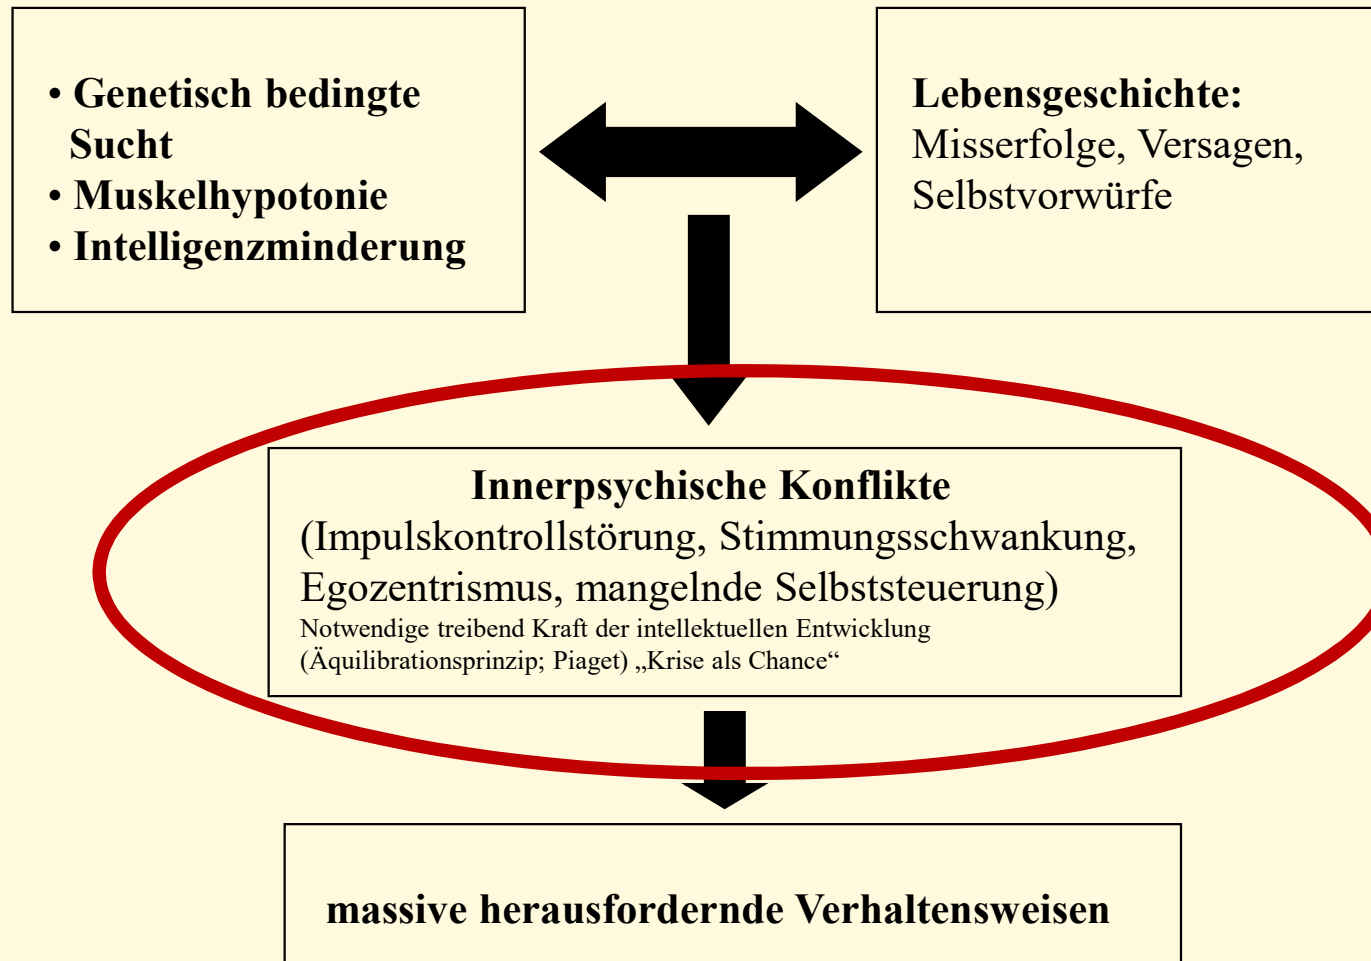 • Genetisch bedingte
Sucht
• Muskelhypotonie
• Intelligenzminderung
Lebensgeschichte:
Misserfolge, Versagen,
Selbstvorwürfe
Innerpsychische Konflikte
(Impulskontrollstörung, Stimmungsschwankung,
Egozentrismus, mangelnde Selbststeuerung)
Notwendige treibend Kraft der intellektuellen Entwicklung
(Äquilibrationsprinzip; Piaget) „Krise als Chance“
massive herausfordernde Verhaltensweisen